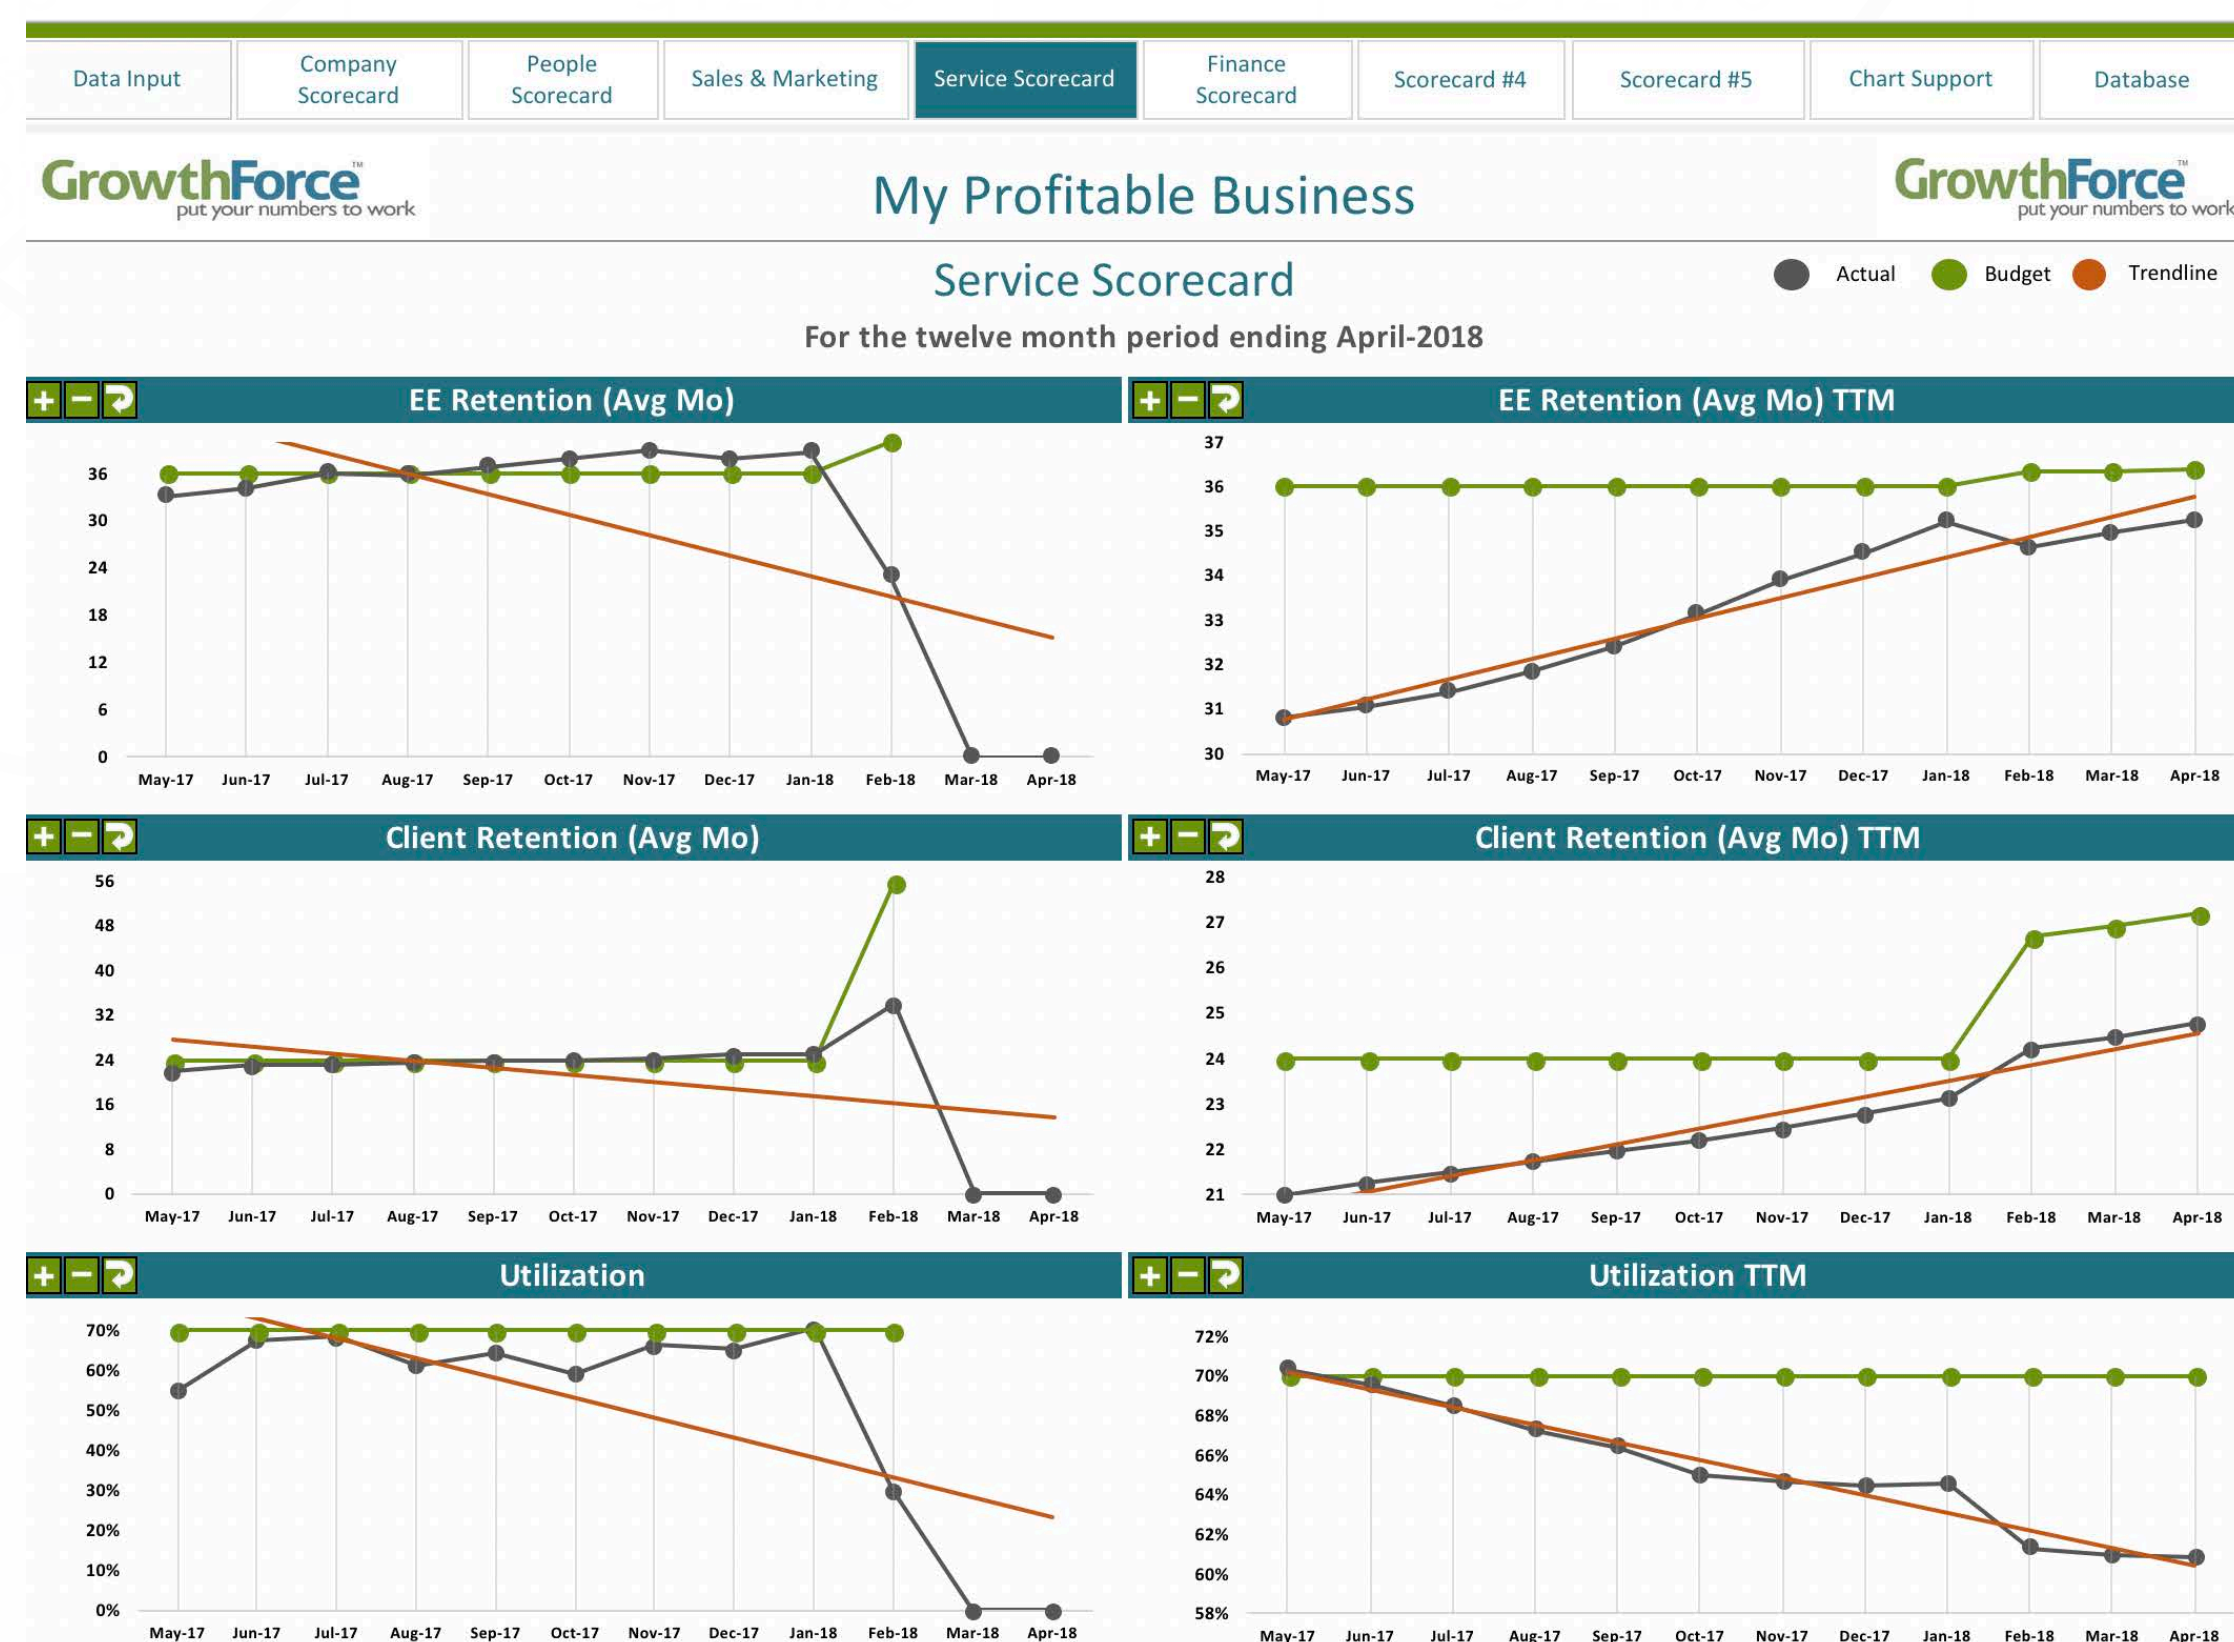 Data Input
Company
Scorecard
People
Scorecard
Sales & Marketing
Service Scorecard
Finance
Scorecard
Scorecard #4
Scorecard #5
Chart Support
Database
GrowthForce™
put your numbers to work
My Profitable Business
GrowthForce™
put your numbers to work
Service Scorecard
Actual Budget Trendline
For the twelve month period ending April-2018
+ − EE Retention (Avg Mo)
36
30
24
18
12
6
0
May-17 Jun-17 Jul-17 Aug-17 Sep-17 Oct-17 Nov-17 Dec-17 Jan-18 Feb-18 Mar-18 Apr-18
+ − EE Retention (Avg Mo) TTM
37
36
35
34
33
32
31
30
May-17 Jun-17 Jul-17 Aug-17 Sep-17 Oct-17 Nov-17 Dec-17 Jan-18 Feb-18 Mar-18 Apr-18
+ − Client Retention (Avg Mo)
56
48
40
32
24
16
8
0
May-17 Jun-17 Jul-17 Aug-17 Sep-17 Oct-17 Nov-17 Dec-17 Jan-18 Feb-18 Mar-18 Apr-18
+ − Client Retention (Avg Mo) TTM
28
27
26
25
24
23
22
21
May-17 Jun-17 Jul-17 Aug-17 Sep-17 Oct-17 Nov-17 Dec-17 Jan-18 Feb-18 Mar-18 Apr-18
+ − Utilization
70%
60%
50%
40%
30%
20%
10%
0%
May-17 Jun-17 Jul-17 Aug-17 Sep-17 Oct-17 Nov-17 Dec-17 Jan-18 Feb-18 Mar-18 Apr-18
+ − Utilization TTM
72%
70%
68%
66%
64%
62%
60%
58%
May-17 Jun-17 Jul-17 Aug-17 Sep-17 Oct-17 Nov-17 Dec-17 Jan-18 Feb-18 Mar-18 Apr-18